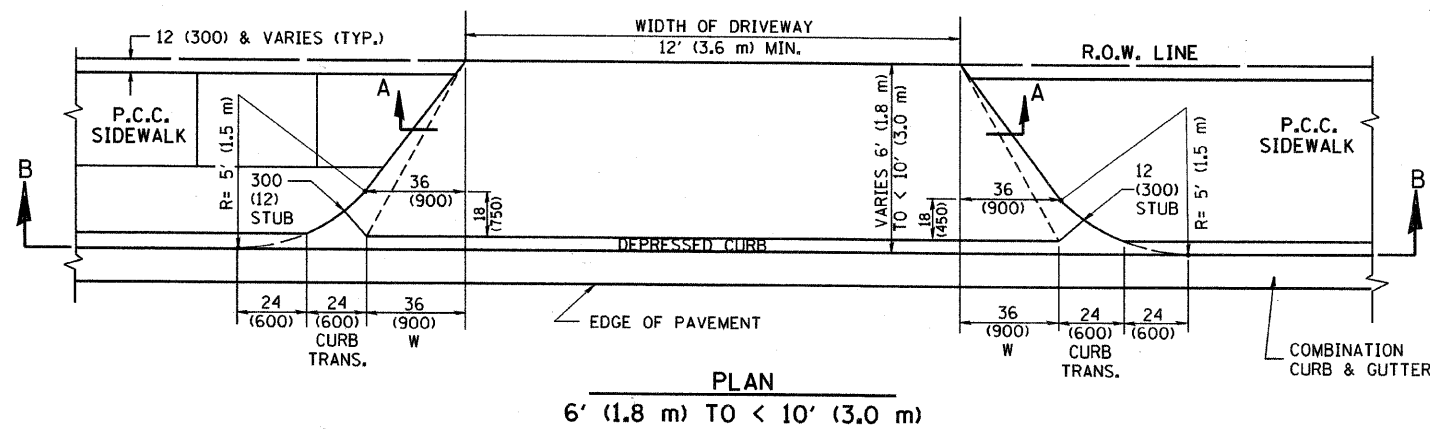 12 (300) & VARIES (TYP.)
WIDTH OF DRIVEWAY
12' (3.6 m) MIN.
R.O.W. LINE
P.C.C.
SIDEWALK
A
A
P.C.C.
SIDEWALK
B
B
R= 5' (1.5 m)
300
(12)
STUB
36
(900)
18
(750)
VARIES 6' (1.8 m)
TO < 10' (3.0 m)
36
(900)
18
(450)
12
(300)
STUB
R= 5' (1.5 m)
DEPRESSED CURB
24
(600)
24
(600)
CURB
TRANS.
36
(900)
W
EDGE OF PAVEMENT
36
(900)
W
24
(600)
CURB
TRANS.
24
(600)
COMBINATION
CURB & GUTTER
PLAN
6' (1.8 m) TO < 10' (3.0 m)